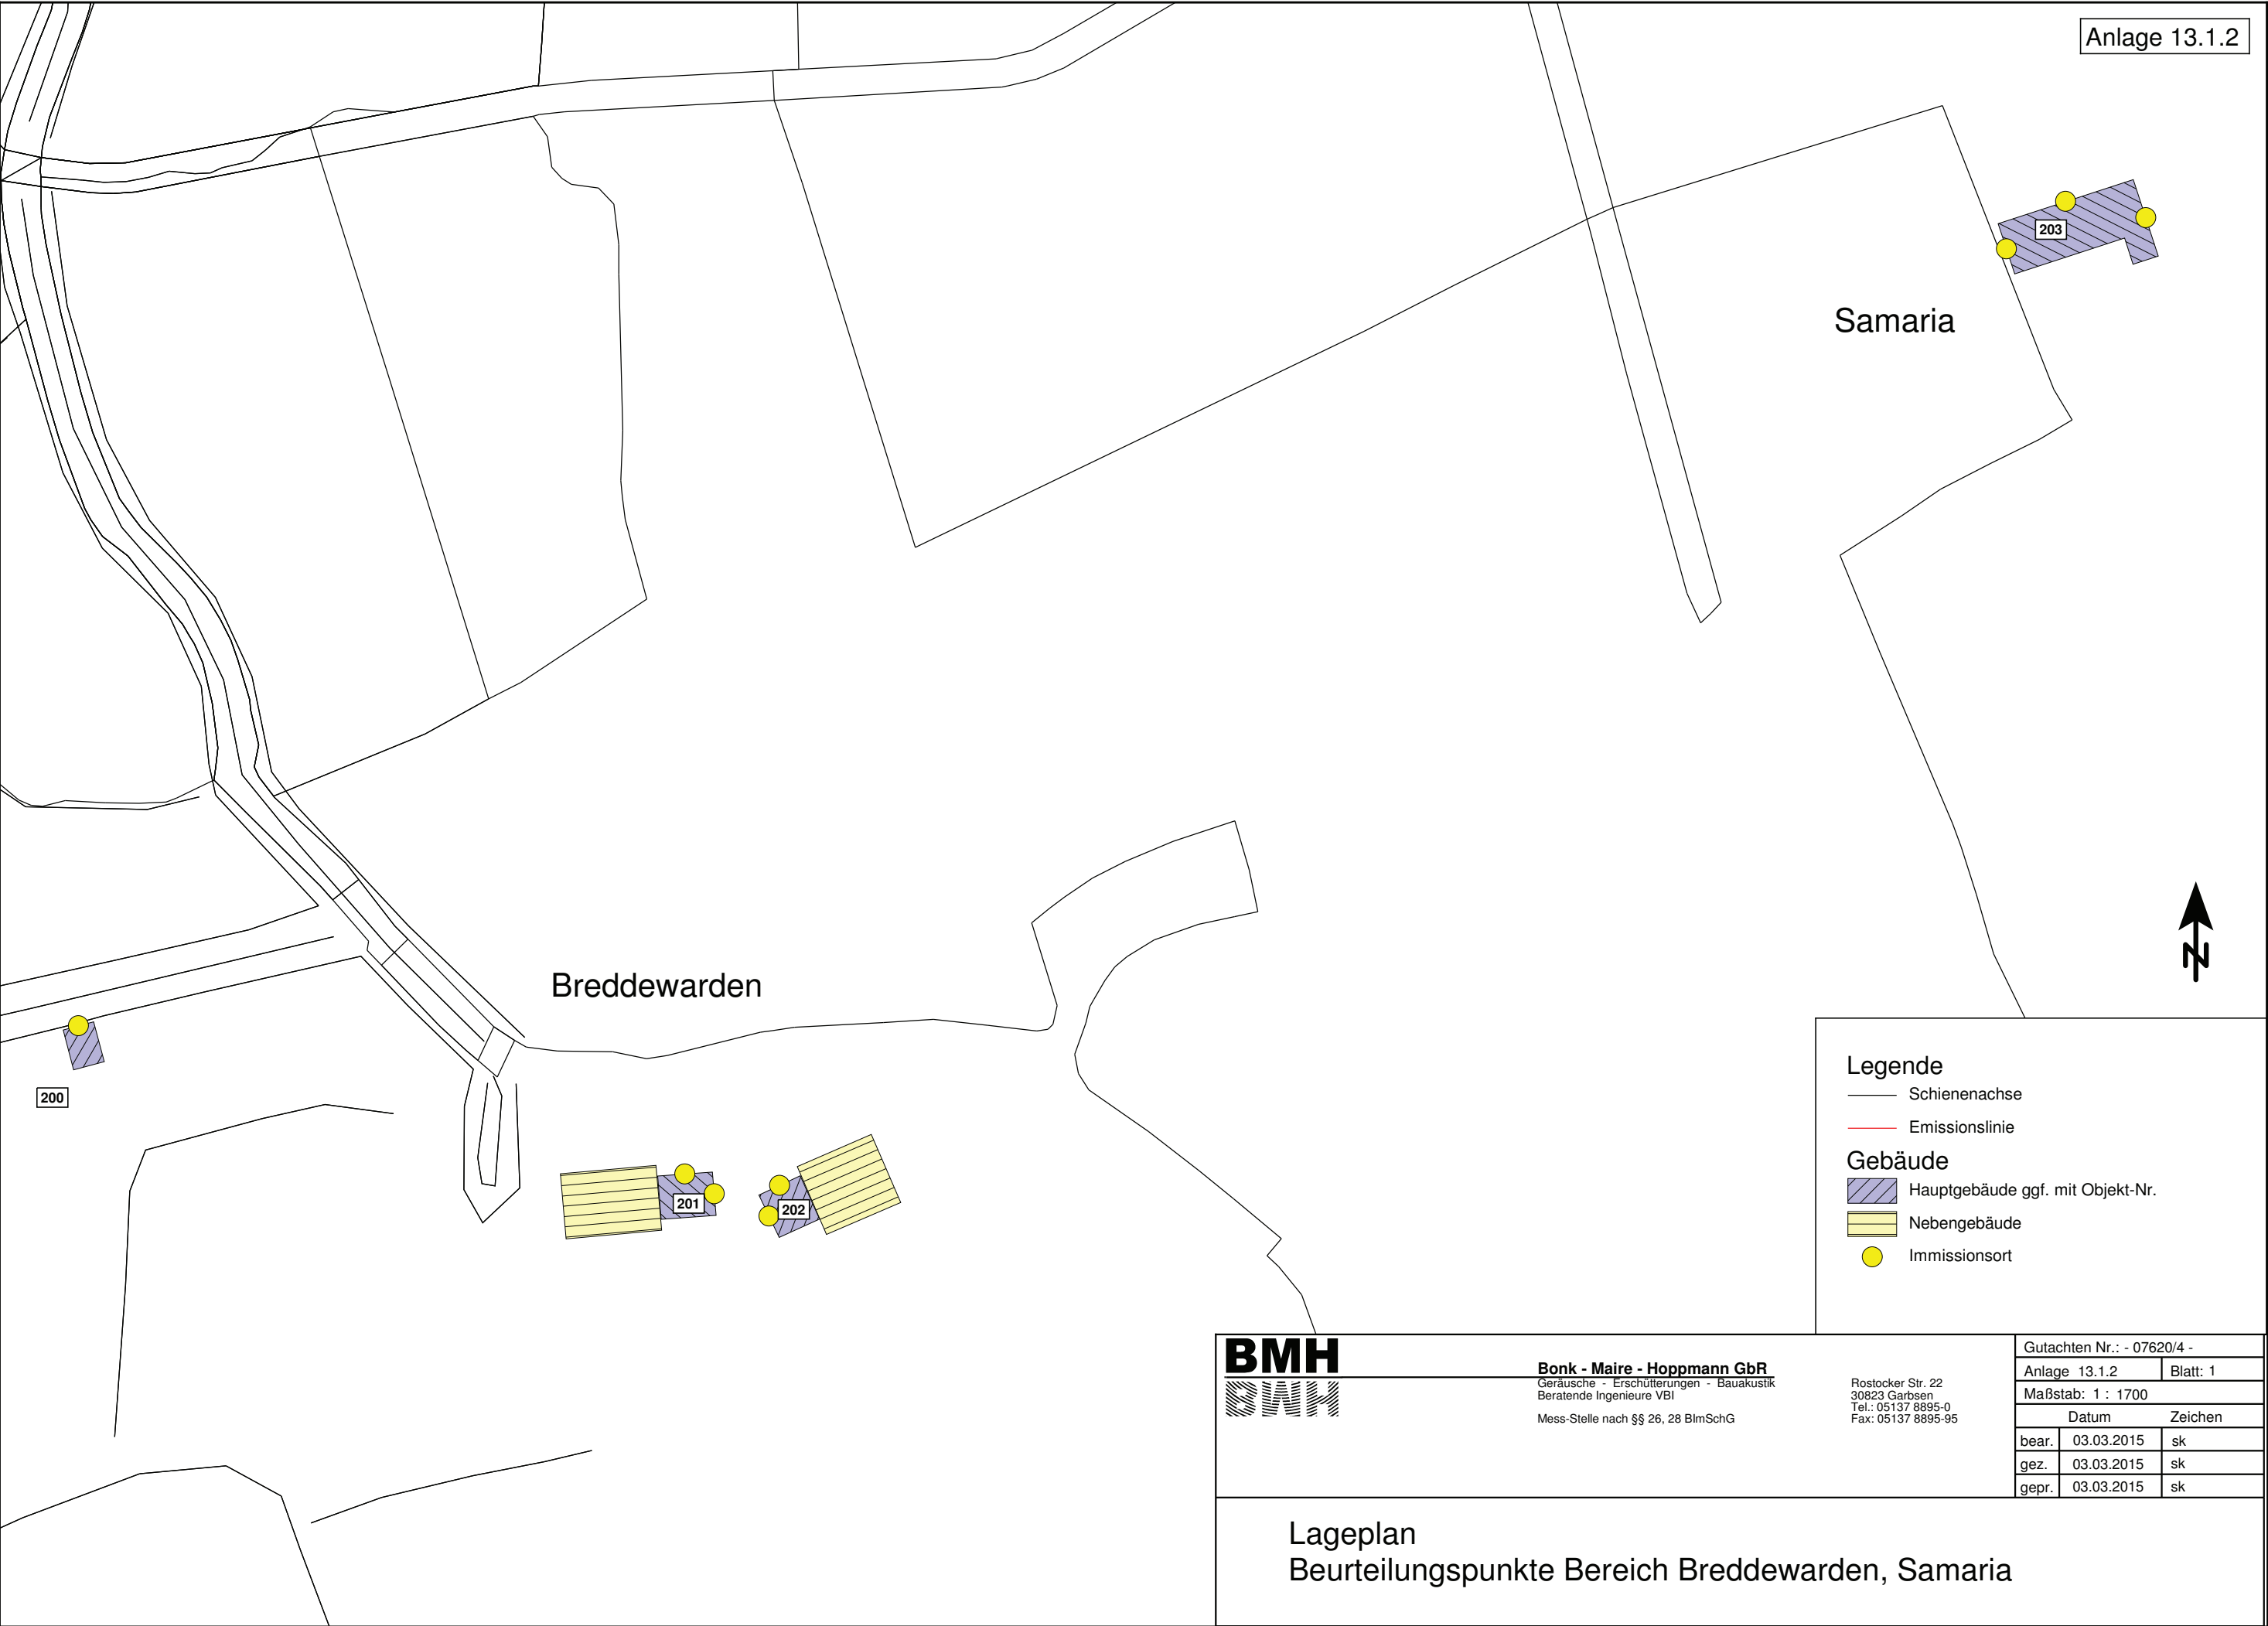 Anlage 13.1.2
203
Samaria
Breddewarden
200
201
202
N
Legende
Schienenachse
Emissionslinie
Gebäude
Hauptgebäude ggf. mit Objekt-Nr.
Nebengebäude
Immissionsort
BMH
BMH
Bonk - Maire - Hoppmann GbR
Geräusche - Erschütterungen - Bauakustik
Beratende Ingenieure VBI
Mess-Stelle nach §§ 26, 28 BImSchG
Rostocker Str. 22
30823 Garbsen
Tel.: 05137 8895-0
Fax: 05137 8895-95
Gutachten Nr.: - 07620/4 -
Anlage 13.1.2 Blatt: 1
Maßstab: 1 : 1700
Datum Zeichen
bear. 03.03.2015 sk
gez. 03.03.2015 sk
gepr. 03.03.2015 sk
Lageplan
Beurteilungspunkte Bereich Breddewarden, Samaria